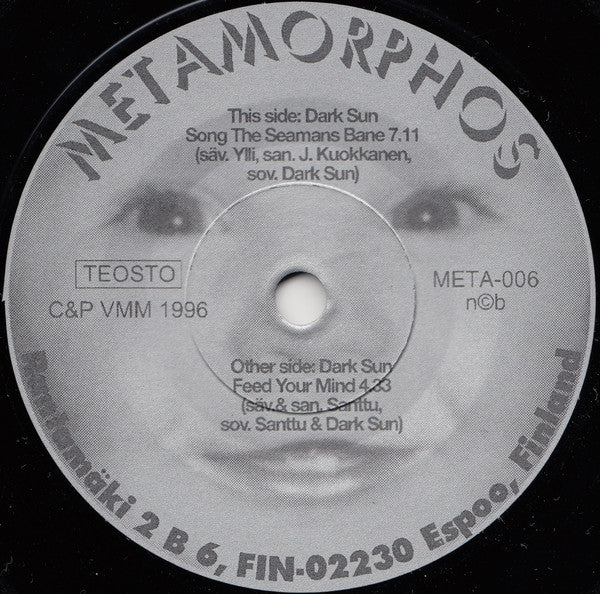 METAMORPHOS
This side: Dark Sun
Song The Seamans Bane 7.11
(säv. Ylli, san. J. Kuokkanen,
sov. Dark Sun)
TEOSTO
C&P VMM 1996
META-006
n©b
Other side: Dark Sun
Feed Your Mind 4.33
(säv.& san. Santtu,
sov. Santtu & Dark Sun)
Raatamäki 2 B 6, FIN-02230 Espoo, Finland